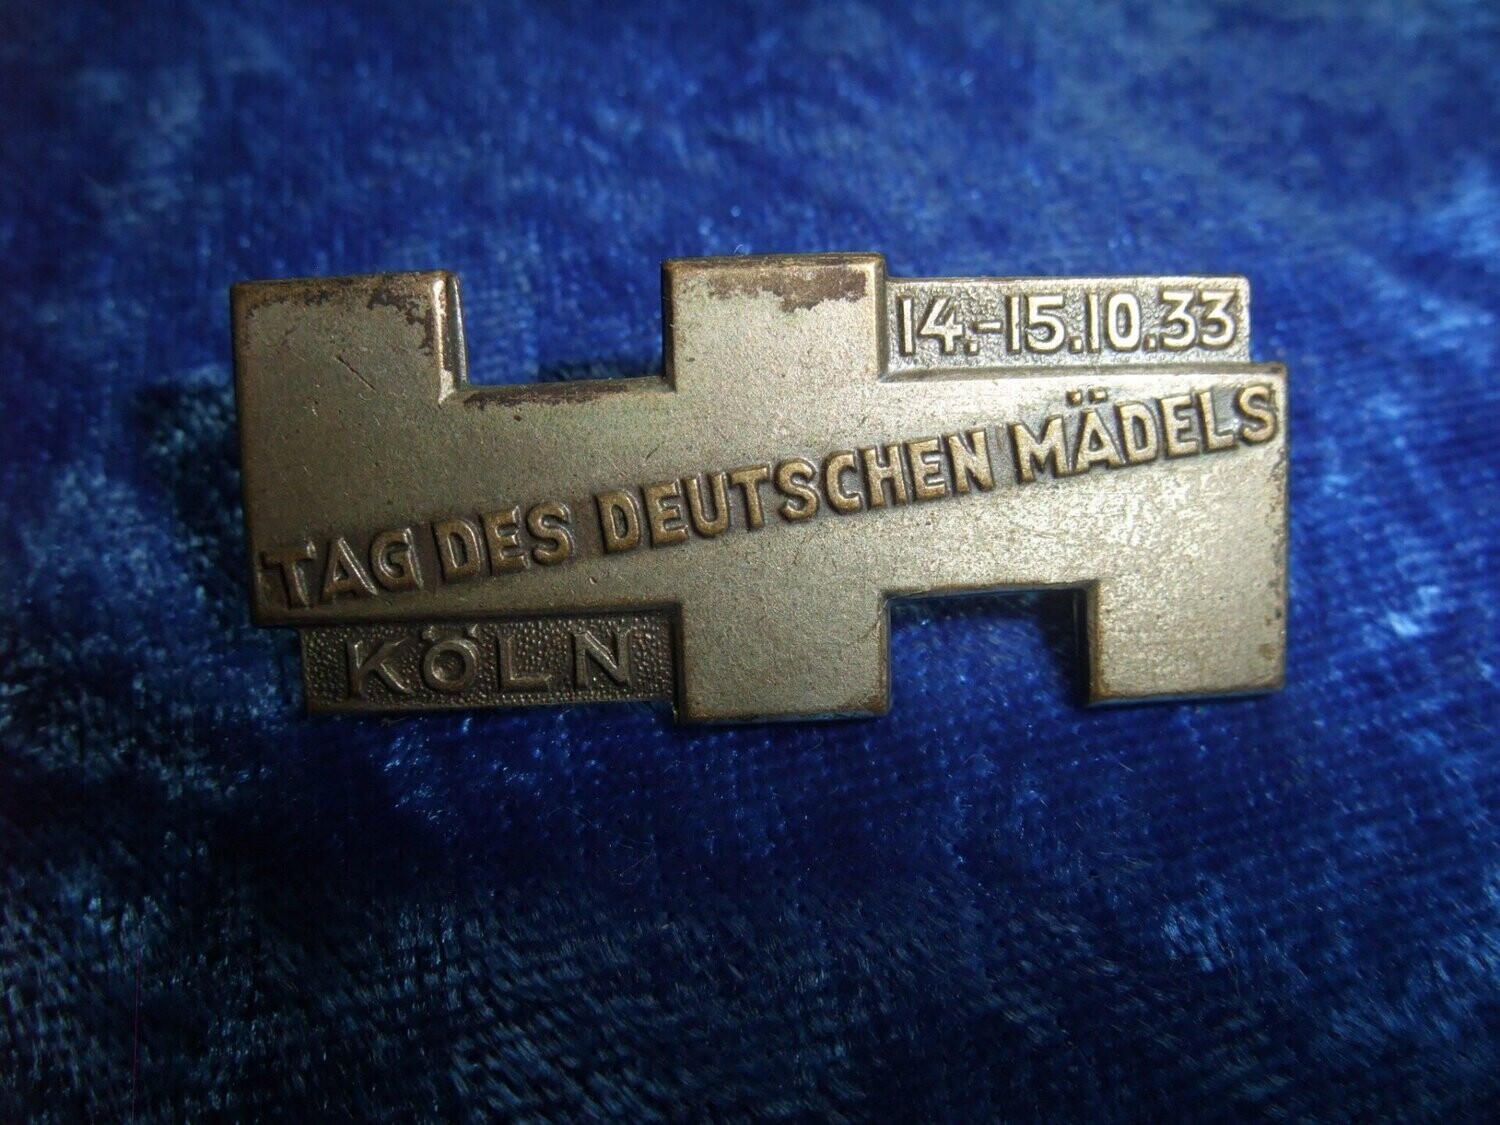 14.-15.10.33
TAG DES DEUTSCHEN MÄDELS
KÖLN